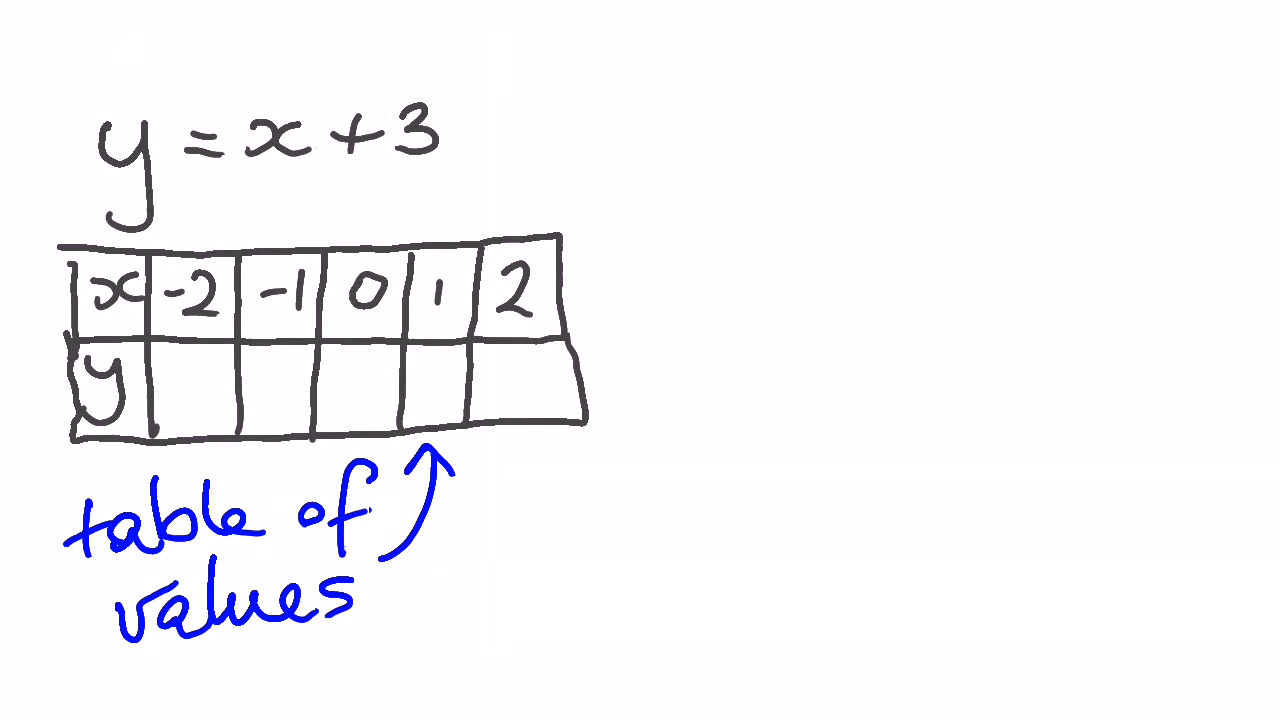 y = x + 3
x -2 -1 0 1 2
y
table of
values